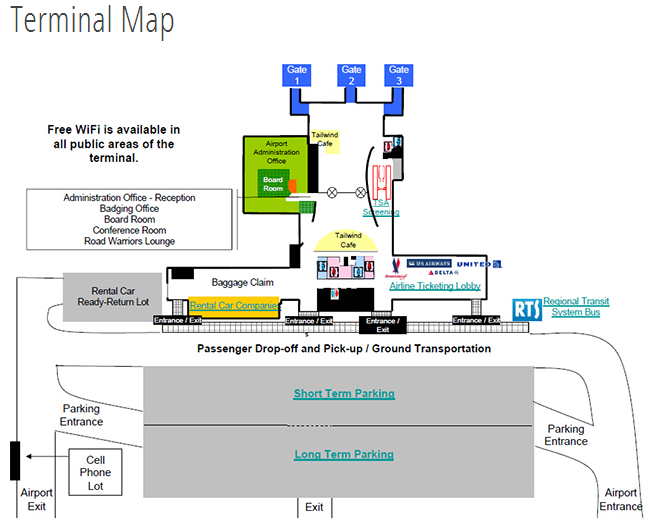 Terminal Map
Gate
1
Gate
2
Gate
3
Free WiFi is available in
all public areas of the
terminal.
Tailwind
Cafe
Airport
Administration
Office
Board
Room
TSA
Screening
Administration Office - Reception
Badging Office
Board Room
Conference Room
Road Warriors Lounge
Tailwind
Cafe
US AIRWAYS
UNITED
DELTA
Airline Ticketing Lobby
Baggage Claim
Rental Car
Ready-Return Lot
Rental Car Companies
RTS
Regional Transit
System Bus
Entrance / Exit
Entrance / Exit
Entrance /
Exit
Entrance / Exit
Passenger Drop-off and Pick-up / Ground Transportation
Short Term Parking
Parking
Entrance
Parking
Entrance
Long Term Parking
Cell
Phone
Lot
Airport
Exit
Exit
Airport
Entrance